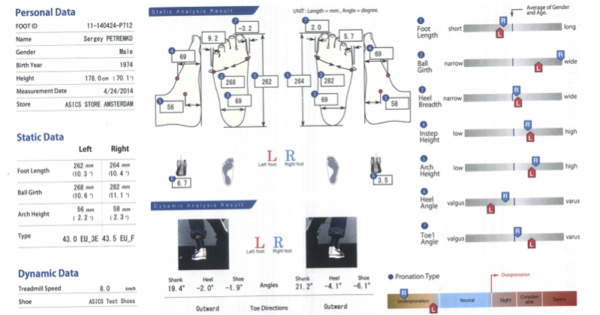 Personal Data
FOOT ID 11-140424-P712
Name Sergey PETRENKO
Gender Male
Birth Year 1974
Height 178.0cm (70.1")
Measurement Date 4/24/2014
Store ASICS STORE AMSTERDAM
Static Data
Left Right
Foot Length 262 mm (10.3 ") 264 mm (10.4 ")
Ball Girth 268 mm (10.6 ") 282 mm (11.1 ")
Arch Height 56 mm (2.2 ") 58 mm (2.3 ")
Type 43.0 EU_3E 43.5 EU_F
Dynamic Data
Treadmill Speed 8.0 km/h
Shoe ASICS Test Shoes
Static Analysis Result
UNIT : Length = mm, Angle = degree.
9.2 -3.2 2.0 5.7
69 69
268 262 264 282
56 69 69 58
6.7 3.5
L R
Left foot Right foot
Dynamic Analysis Result
L R
Left foot Right foot
Shank Heel Shoe Angles Shank Heel Shoe
19.4° -2.0° -1.9° 21.2° -4.1° -6.1°
Outward Toe Directions Outward
Average of Gender and Age.
1 Foot Length short long
R
L
2 Ball Girth narrow wide
R
L
3 Heel Breadth narrow wide
R
L
4 Instep Height low high
R
L
5 Arch Height low high
R
L
6 Heel Angle valgus varus
R
L
7 Toe1 Angle valgus varus
R
L
Pronation Type
Overpronation
R
Underpronation Neutral Slight Considerable Severe
L